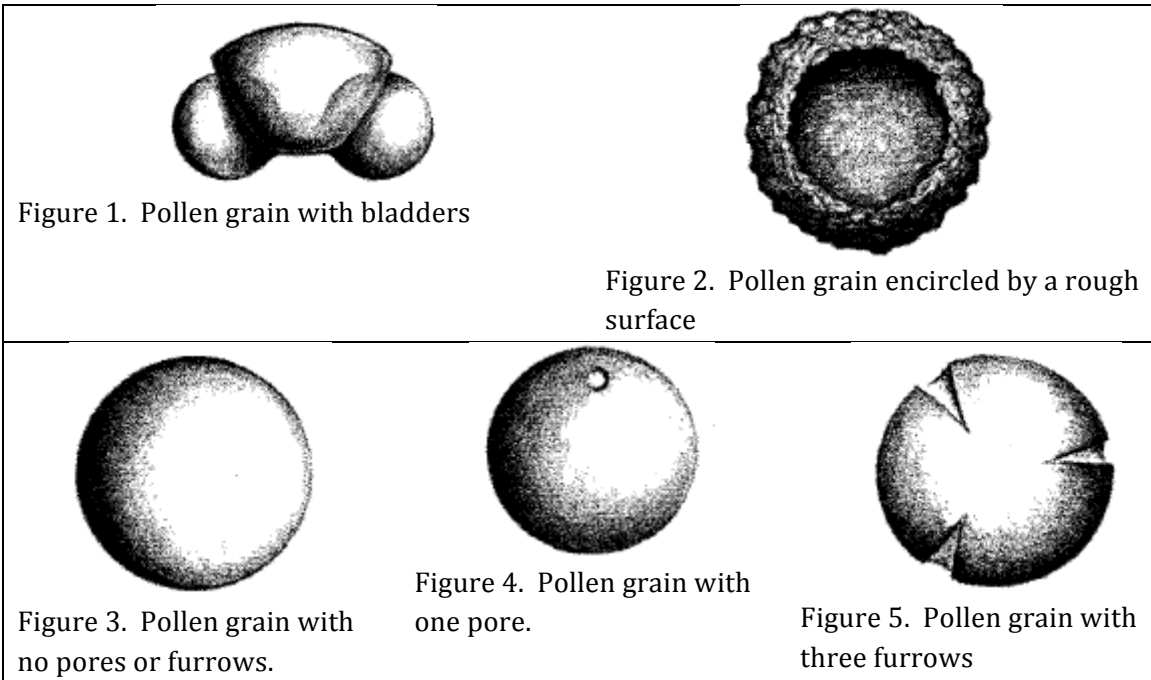 Figure 1.  Pollen grain with bladders
Figure 2.  Pollen grain encircled by a rough
surface
Figure 3.  Pollen grain with
no pores or furrows.
Figure 4.  Pollen grain with
one pore.
Figure 5.  Pollen grain with
three furrows